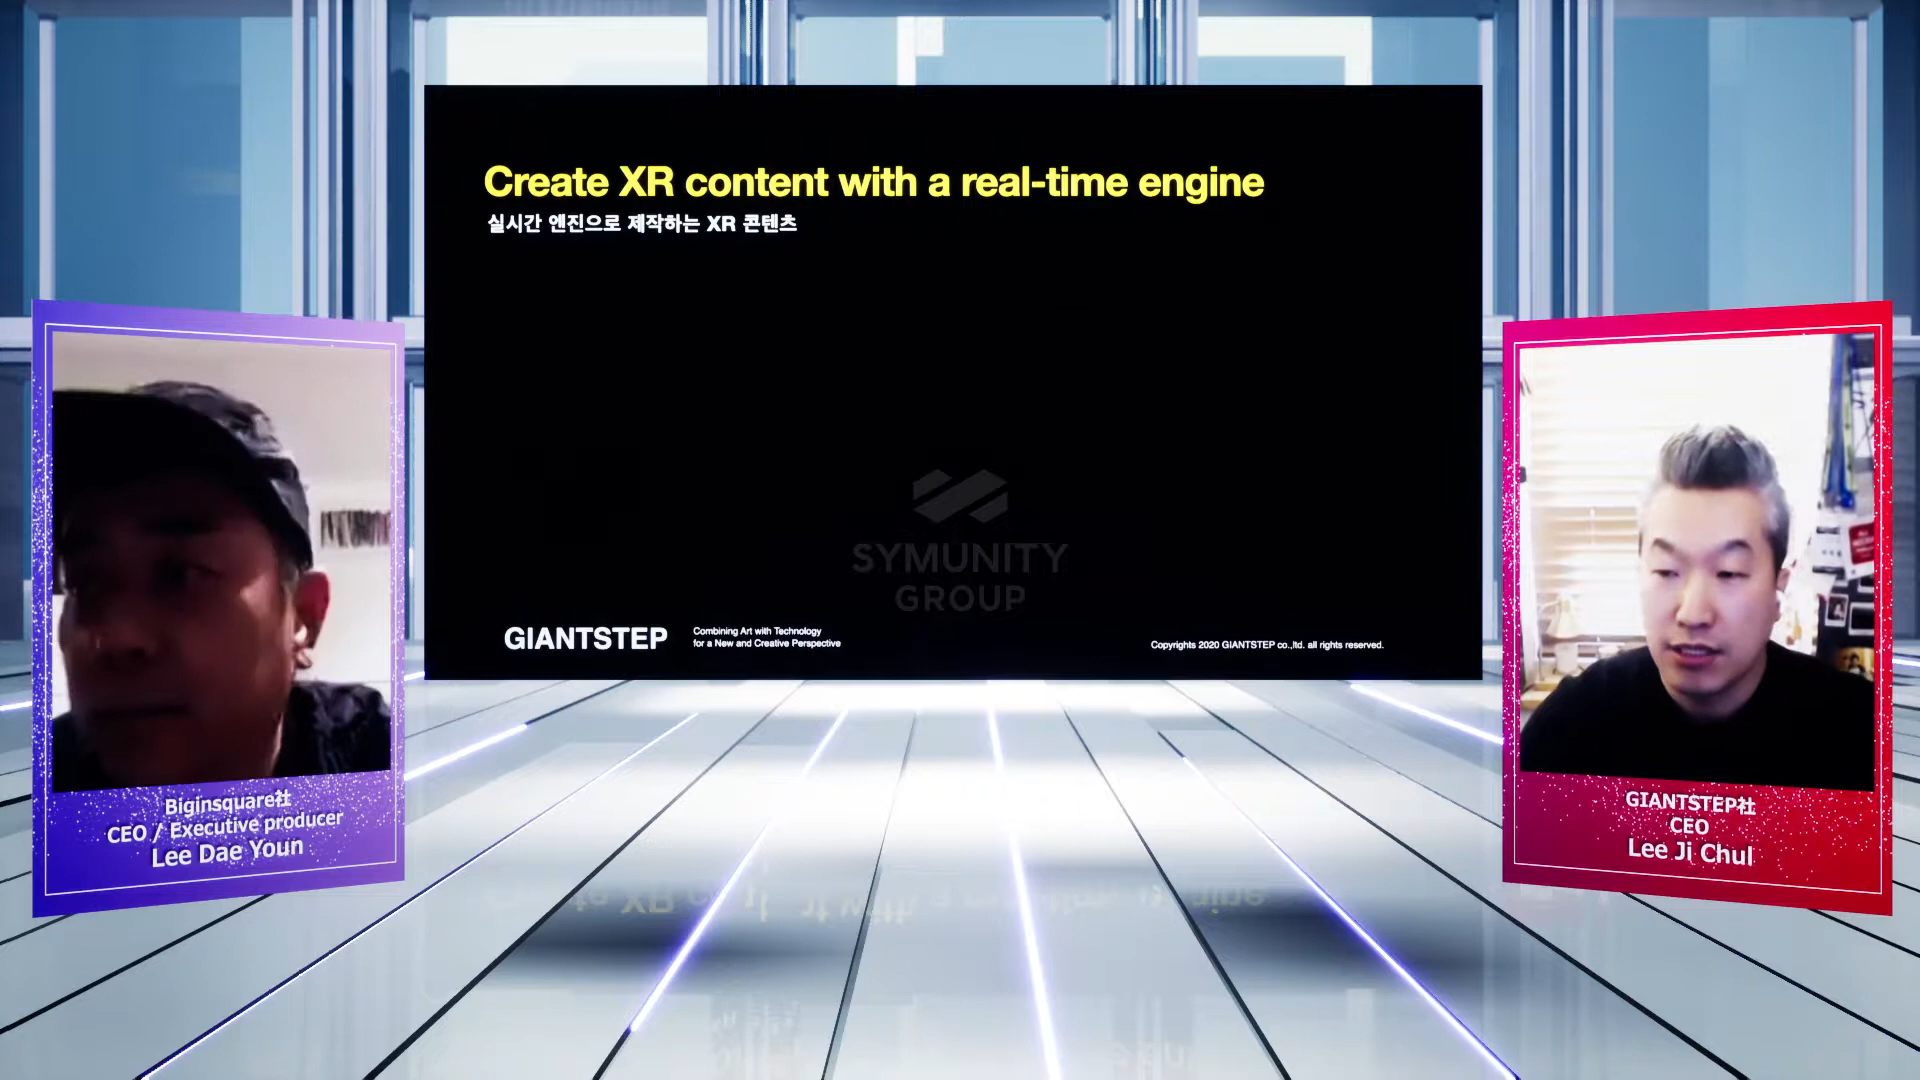 Create XR content with a real-time engine
실시간 엔진으로 제작하는 XR 콘텐츠
SYMUNITY
GROUP
GIANTSTEP
Combining Art with Technology
for a New and Creative Perspective
Copyrights 2020 GIANTSTEP co.,ltd. all rights reserved.
Biginsquare社
CEO / Executive producer
Lee Dae Youn
GIANTSTEP社
CEO
Lee Ji Chul